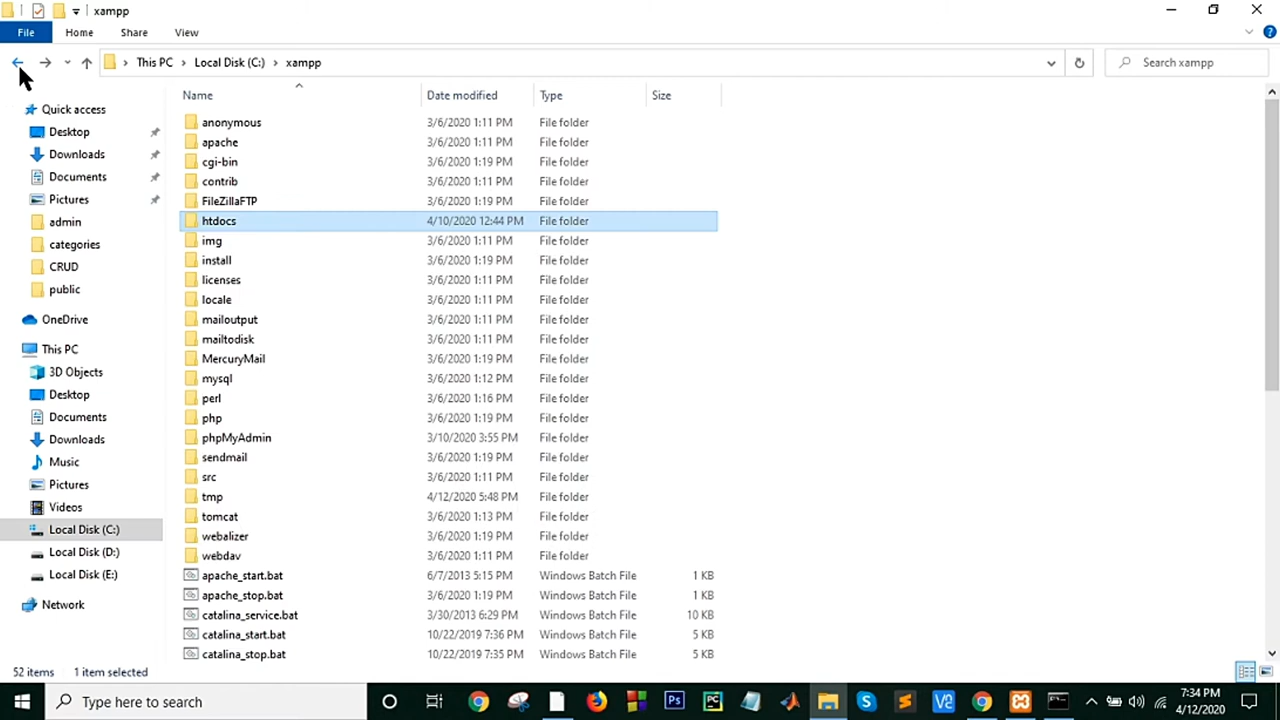 xampp
File Home Share View
This PC Local Disk (C:) xampp Search xampp
Name Date modified Type Size
Quick access
Desktop
Downloads
Documents
Pictures
admin
categories
CRUD
public
OneDrive
This PC
3D Objects
Desktop
Documents
Downloads
Music
Pictures
Videos
Local Disk (C:)
Local Disk (D:)
Local Disk (E:)
Network
anonymous 3/6/2020 1:11 PM File folder
apache 3/6/2020 1:11 PM File folder
cgi-bin 3/6/2020 1:19 PM File folder
contrib 3/6/2020 1:11 PM File folder
FileZillaFTP 3/6/2020 1:19 PM File folder
htdocs 4/10/2020 12:44 PM File folder
img 3/6/2020 1:11 PM File folder
install 3/6/2020 1:19 PM File folder
licenses 3/6/2020 1:11 PM File folder
locale 3/6/2020 1:11 PM File folder
mailoutput 3/6/2020 1:11 PM File folder
mailtodisk 3/6/2020 1:11 PM File folder
MercuryMail 3/6/2020 1:19 PM File folder
mysql 3/6/2020 1:12 PM File folder
perl 3/6/2020 1:16 PM File folder
php 3/6/2020 1:19 PM File folder
phpMyAdmin 3/10/2020 3:55 PM File folder
sendmail 3/6/2020 1:19 PM File folder
src 3/6/2020 1:11 PM File folder
tmp 4/12/2020 5:48 PM File folder
tomcat 3/6/2020 1:13 PM File folder
webalizer 3/6/2020 1:19 PM File folder
webdav 3/6/2020 1:11 PM File folder
apache_start.bat 6/7/2013 5:15 PM Windows Batch File 1 KB
apache_stop.bat 3/6/2020 1:19 PM Windows Batch File 1 KB
catalina_service.bat 3/30/2013 6:29 PM Windows Batch File 10 KB
catalina_start.bat 10/22/2019 7:36 PM Windows Batch File 5 KB
catalina_stop.bat 10/22/2019 7:35 PM Windows Batch File 5 KB
52 items 1 item selected
Type here to search
Ps
PC
7:34 PM
4/12/2020